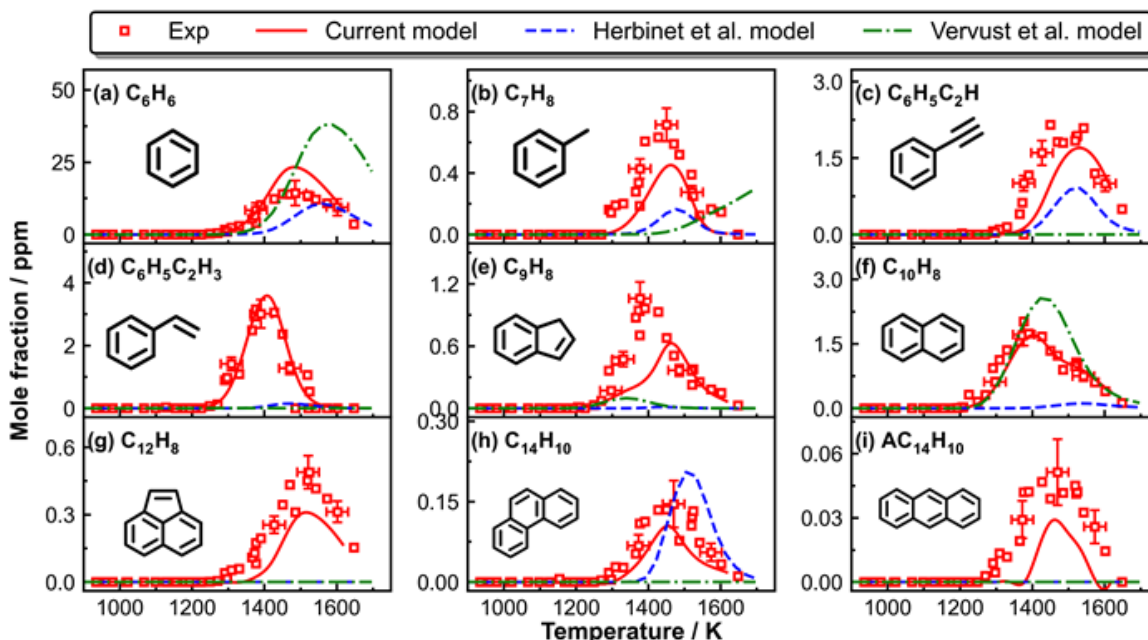 Exp Current model Herbinet et al. model Vervust et al. model
(a) C₆H₆ (b) C₇H₈ (c) C₆H₅C₂H
50 25 0
0.8 0.4 0.0
3.0 1.5 0.0
(d) C₆H₅C₂H₃ (e) C₉H₈ (f) C₁₀H₈
4 2 0
1.2 0.6 0.0
3.0 1.5 0.0
(g) C₁₂H₈ (h) C₁₄H₁₀ (i) AC₁₄H₁₀
0.6 0.3 0.0
0.30 0.15 0.00
0.06 0.03 0.00
1000 1200 1400 1600 1000 1200 1400 1600 1000 1200 1400 1600
Mole fraction / ppm
Temperature / K